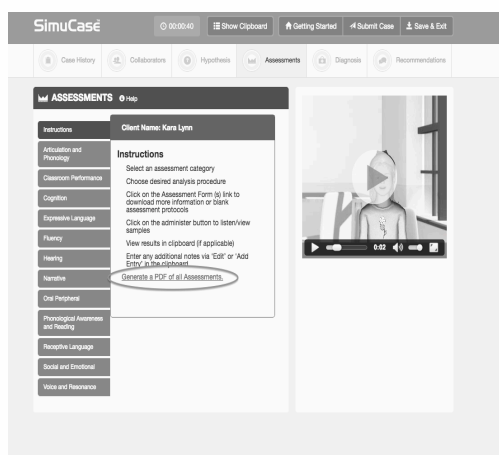 SimuCasē
00:00:40
Show Clipboard
Getting Started
Submit Case
Save & Exit
Case History
Collaborators
Hypothesis
Assessments
Diagnosis
Recommendations
ASSESSMENTS
Help
Instructions
Articulation and
Phonology
Classroom Performance
Cognition
Expressive Language
Fluency
Hearing
Narrative
Oral Peripheral
Phonological Awareness
and Reading
Receptive Language
Social and Emotional
Voice and Resonance
Client Name: Kara Lynn
Instructions
Select an assessment category
Choose desired analysis procedure
Click on the Assessment Form (s) link to
download more information or blank
assessment protocols
Click on the administer button to listen/view
samples
View results in clipboard (if applicable)
Enter any additional notes via 'Edit' or 'Add
Entry' in the clipboard
Generate a PDF of all Assessments.
0:02